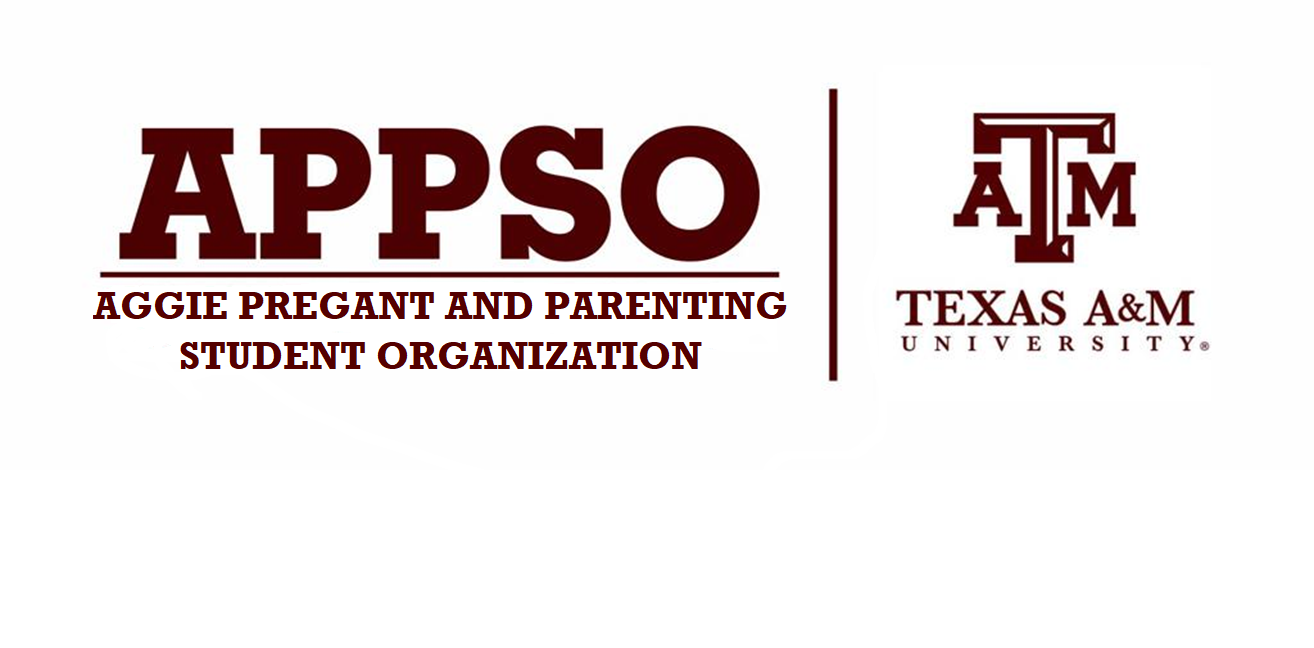 APPSO
AGGIE PREGANT AND PARENTING
STUDENT ORGANIZATION
ATM
TEXAS A&M
UNIVERSITY®